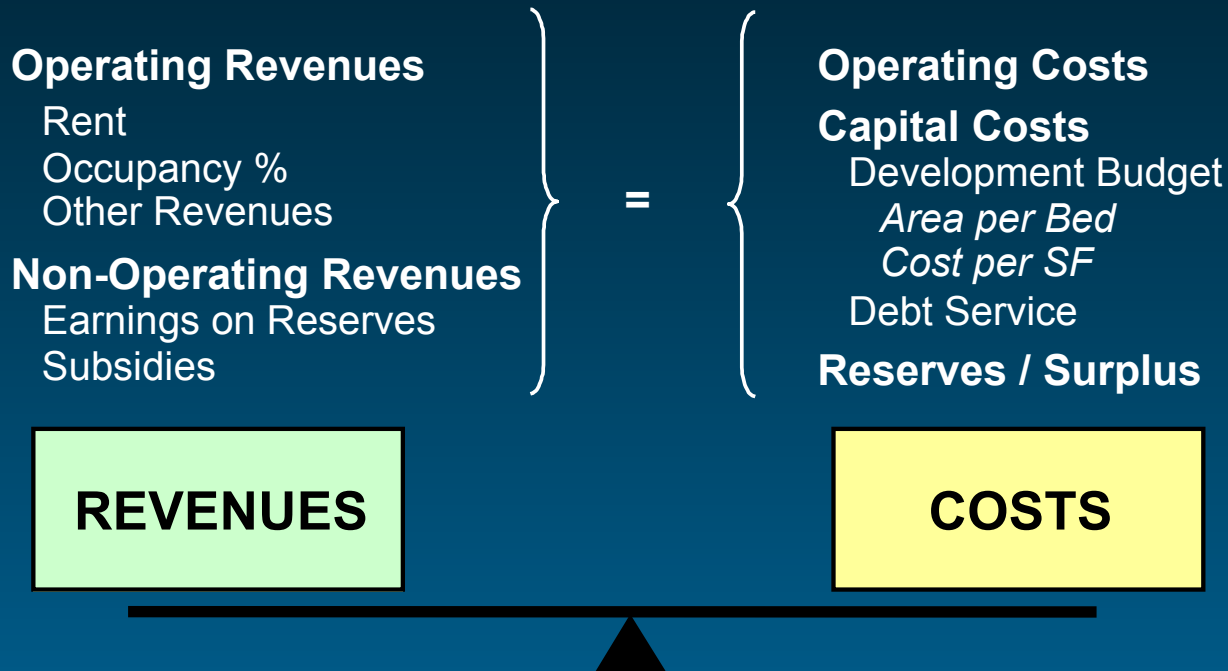 Operating Revenues
Rent
Occupancy %
Other Revenues
Non-Operating Revenues
Earnings on Reserves
Subsidies
=
Operating Costs
Capital Costs
Development Budget
Area per Bed
Cost per SF
Debt Service
Reserves / Surplus
REVENUES
COSTS